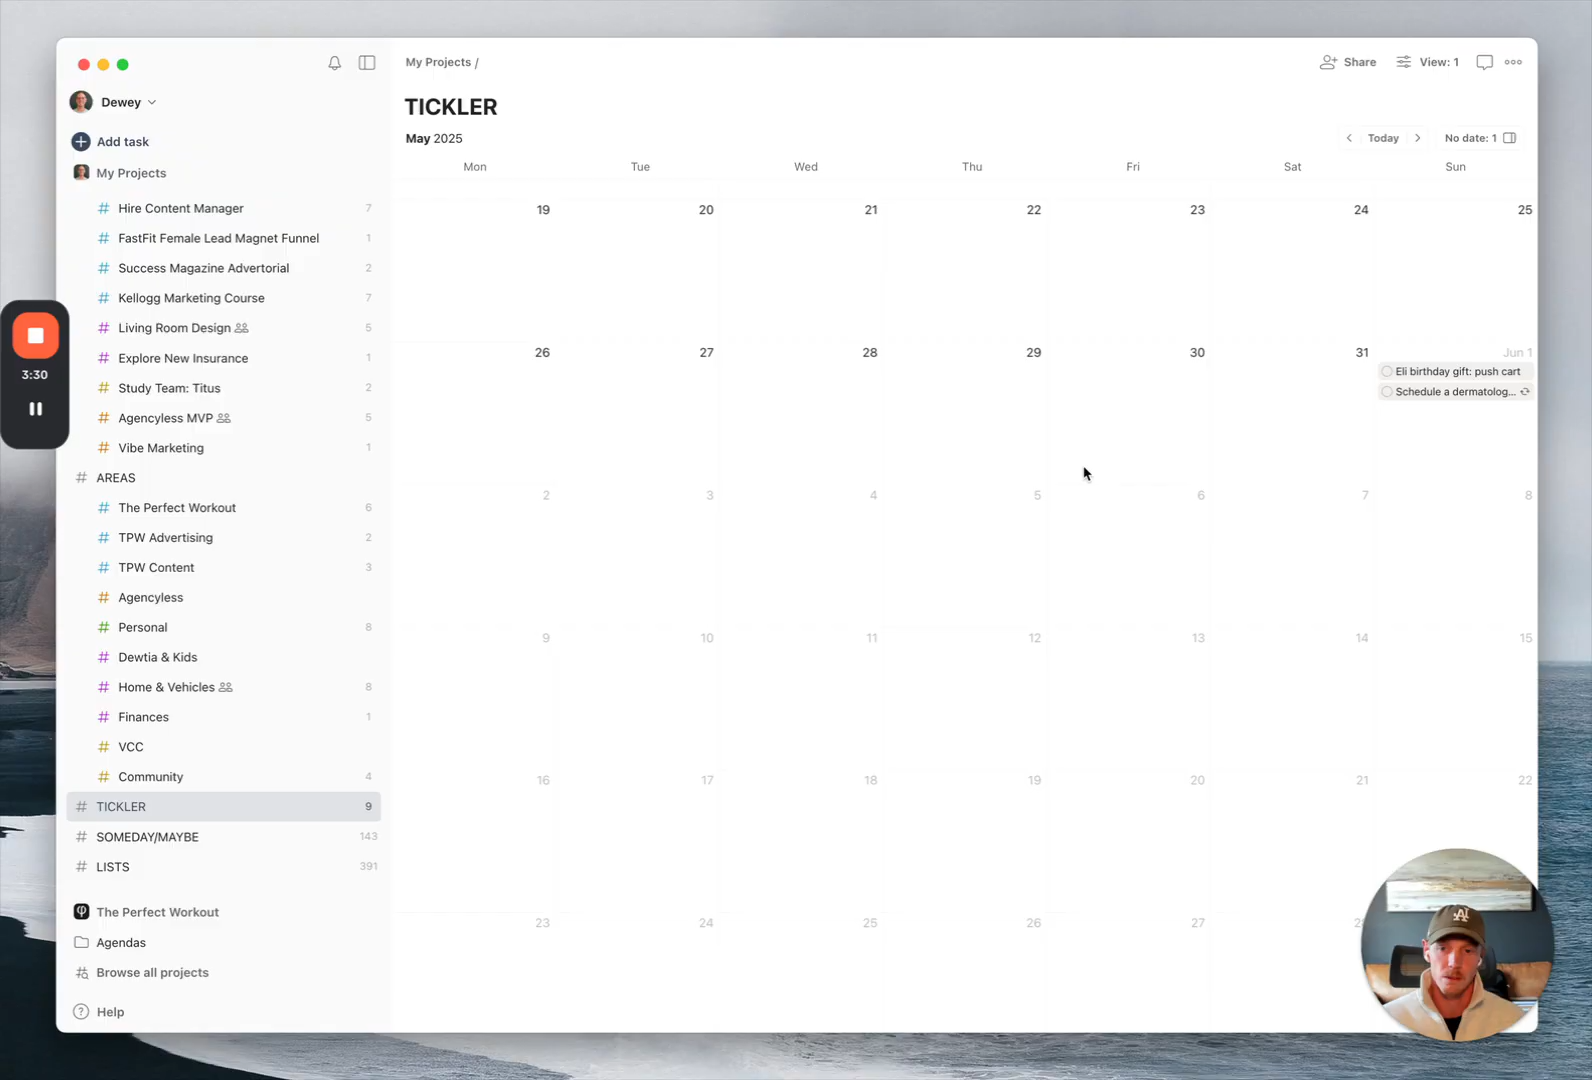 Dewey
Add task
My Projects
# Hire Content Manager 7
# FastFit Female Lead Magnet Funnel 1
# Success Magazine Advertorial 2
# Kellogg Marketing Course 7
# Living Room Design 5
# Explore New Insurance 1
# Study Team: Titus 2
# Agencyless MVP 5
# Vibe Marketing 1
# AREAS
# The Perfect Workout 6
# TPW Advertising 2
# TPW Content 3
# Agencyless
# Personal 8
# Dewtia & Kids
# Home & Vehicles 8
# Finances 1
# VCC
# Community 4
# TICKLER 9
# SOMEDAY/MAYBE 143
# LISTS 391
The Perfect Workout
Agendas
Browse all projects
? Help
3:30
My Projects /
Share
View: 1
TICKLER
May 2025
Today
No date: 1
Mon Tue Wed Thu Fri Sat Sun
19 20 21 22 23 24 25
26 27 28 29 30 31 Jun 1
Eli birthday gift: push cart
Schedule a dermatolog...
2 3 4 5 6 7 8
9 10 11 12 13 14 15
16 17 18 19 20 21 22
23 24 25 26 27